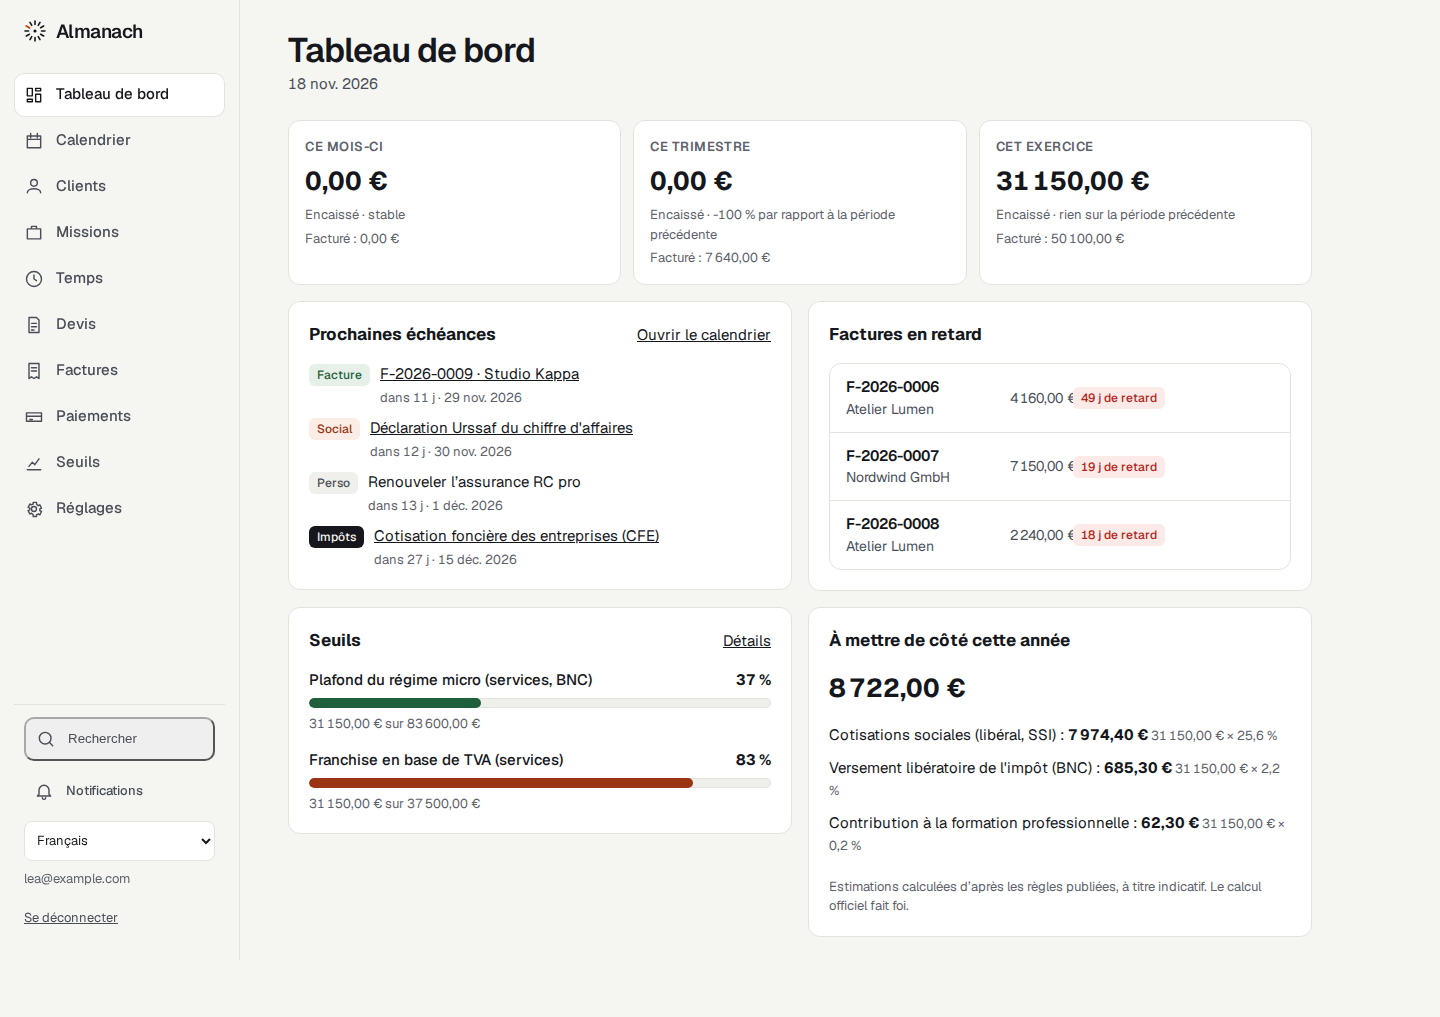 Almanach
Tableau de bord
Calendrier
Clients
Missions
Temps
Devis
Factures
Paiements
Seuils
Réglages
Rechercher
Notifications
Français
lea@example.com
Se déconnecter
Tableau de bord
18 nov. 2026
CE MOIS-CI
0,00 €
Encaissé · stable
Facturé : 0,00 €
CE TRIMESTRE
0,00 €
Encaissé · -100 % par rapport à la période
précédente
Facturé : 7 640,00 €
CET EXERCICE
31 150,00 €
Encaissé · rien sur la période précédente
Facturé : 50 100,00 €
Prochaines échéances
Ouvrir le calendrier
Facture F-2026-0009 · Studio Kappa
dans 11 j · 29 nov. 2026
Social Déclaration Urssaf du chiffre d'affaires
dans 12 j · 30 nov. 2026
Perso Renouveler l’assurance RC pro
dans 13 j · 1 déc. 2026
Impôts Cotisation foncière des entreprises (CFE)
dans 27 j · 15 déc. 2026
Factures en retard
F-2026-0006
Atelier Lumen
4 160,00 € 49 j de retard
F-2026-0007
Nordwind GmbH
7 150,00 € 19 j de retard
F-2026-0008
Atelier Lumen
2 240,00 € 18 j de retard
Seuils
Détails
Plafond du régime micro (services, BNC) 37 %
31 150,00 € sur 83 600,00 €
Franchise en base de TVA (services) 83 %
31 150,00 € sur 37 500,00 €
À mettre de côté cette année
8 722,00 €
Cotisations sociales (libéral, SSI) : 7 974,40 € 31 150,00 € × 25,6 %
Versement libératoire de l'impôt (BNC) : 685,30 € 31 150,00 € × 2,2
%
Contribution à la formation professionnelle : 62,30 € 31 150,00 € ×
0,2 %
Estimations calculées d’après les règles publiées, à titre indicatif. Le calcul
officiel fait foi.